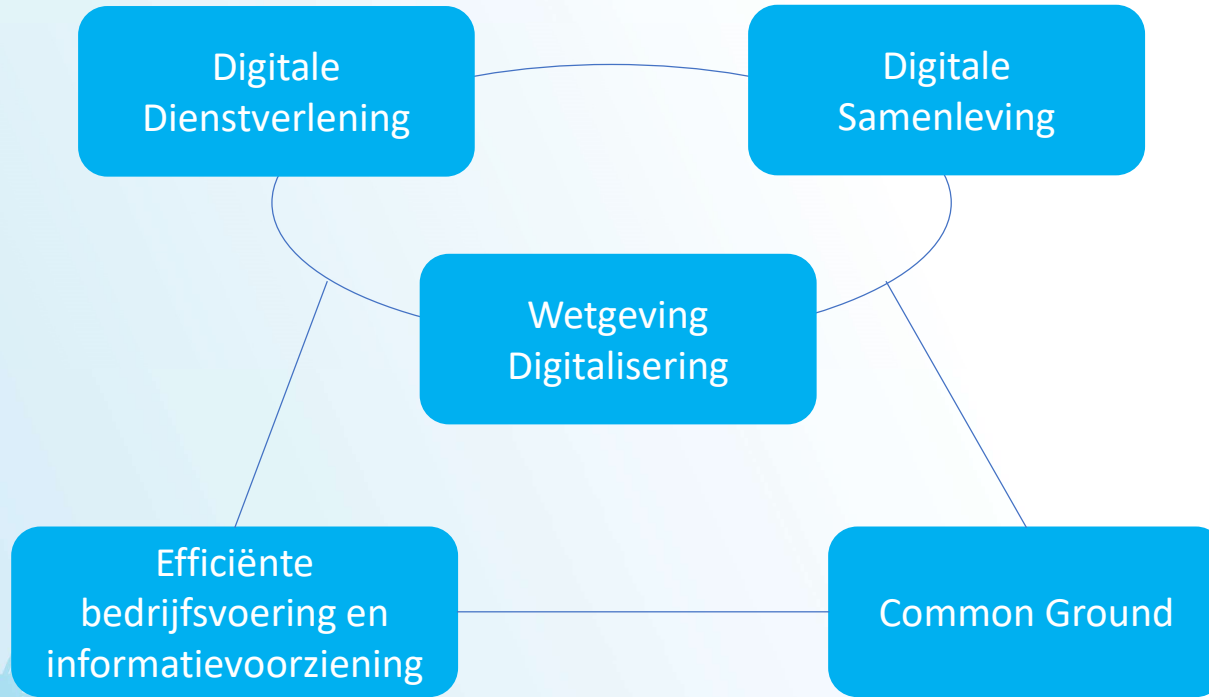 Digitale
Dienstverlening
Digitale
Samenleving
Wetgeving
Digitalisering
Efficiënte
bedrijfsvoering en
informatievoorziening
Common Ground